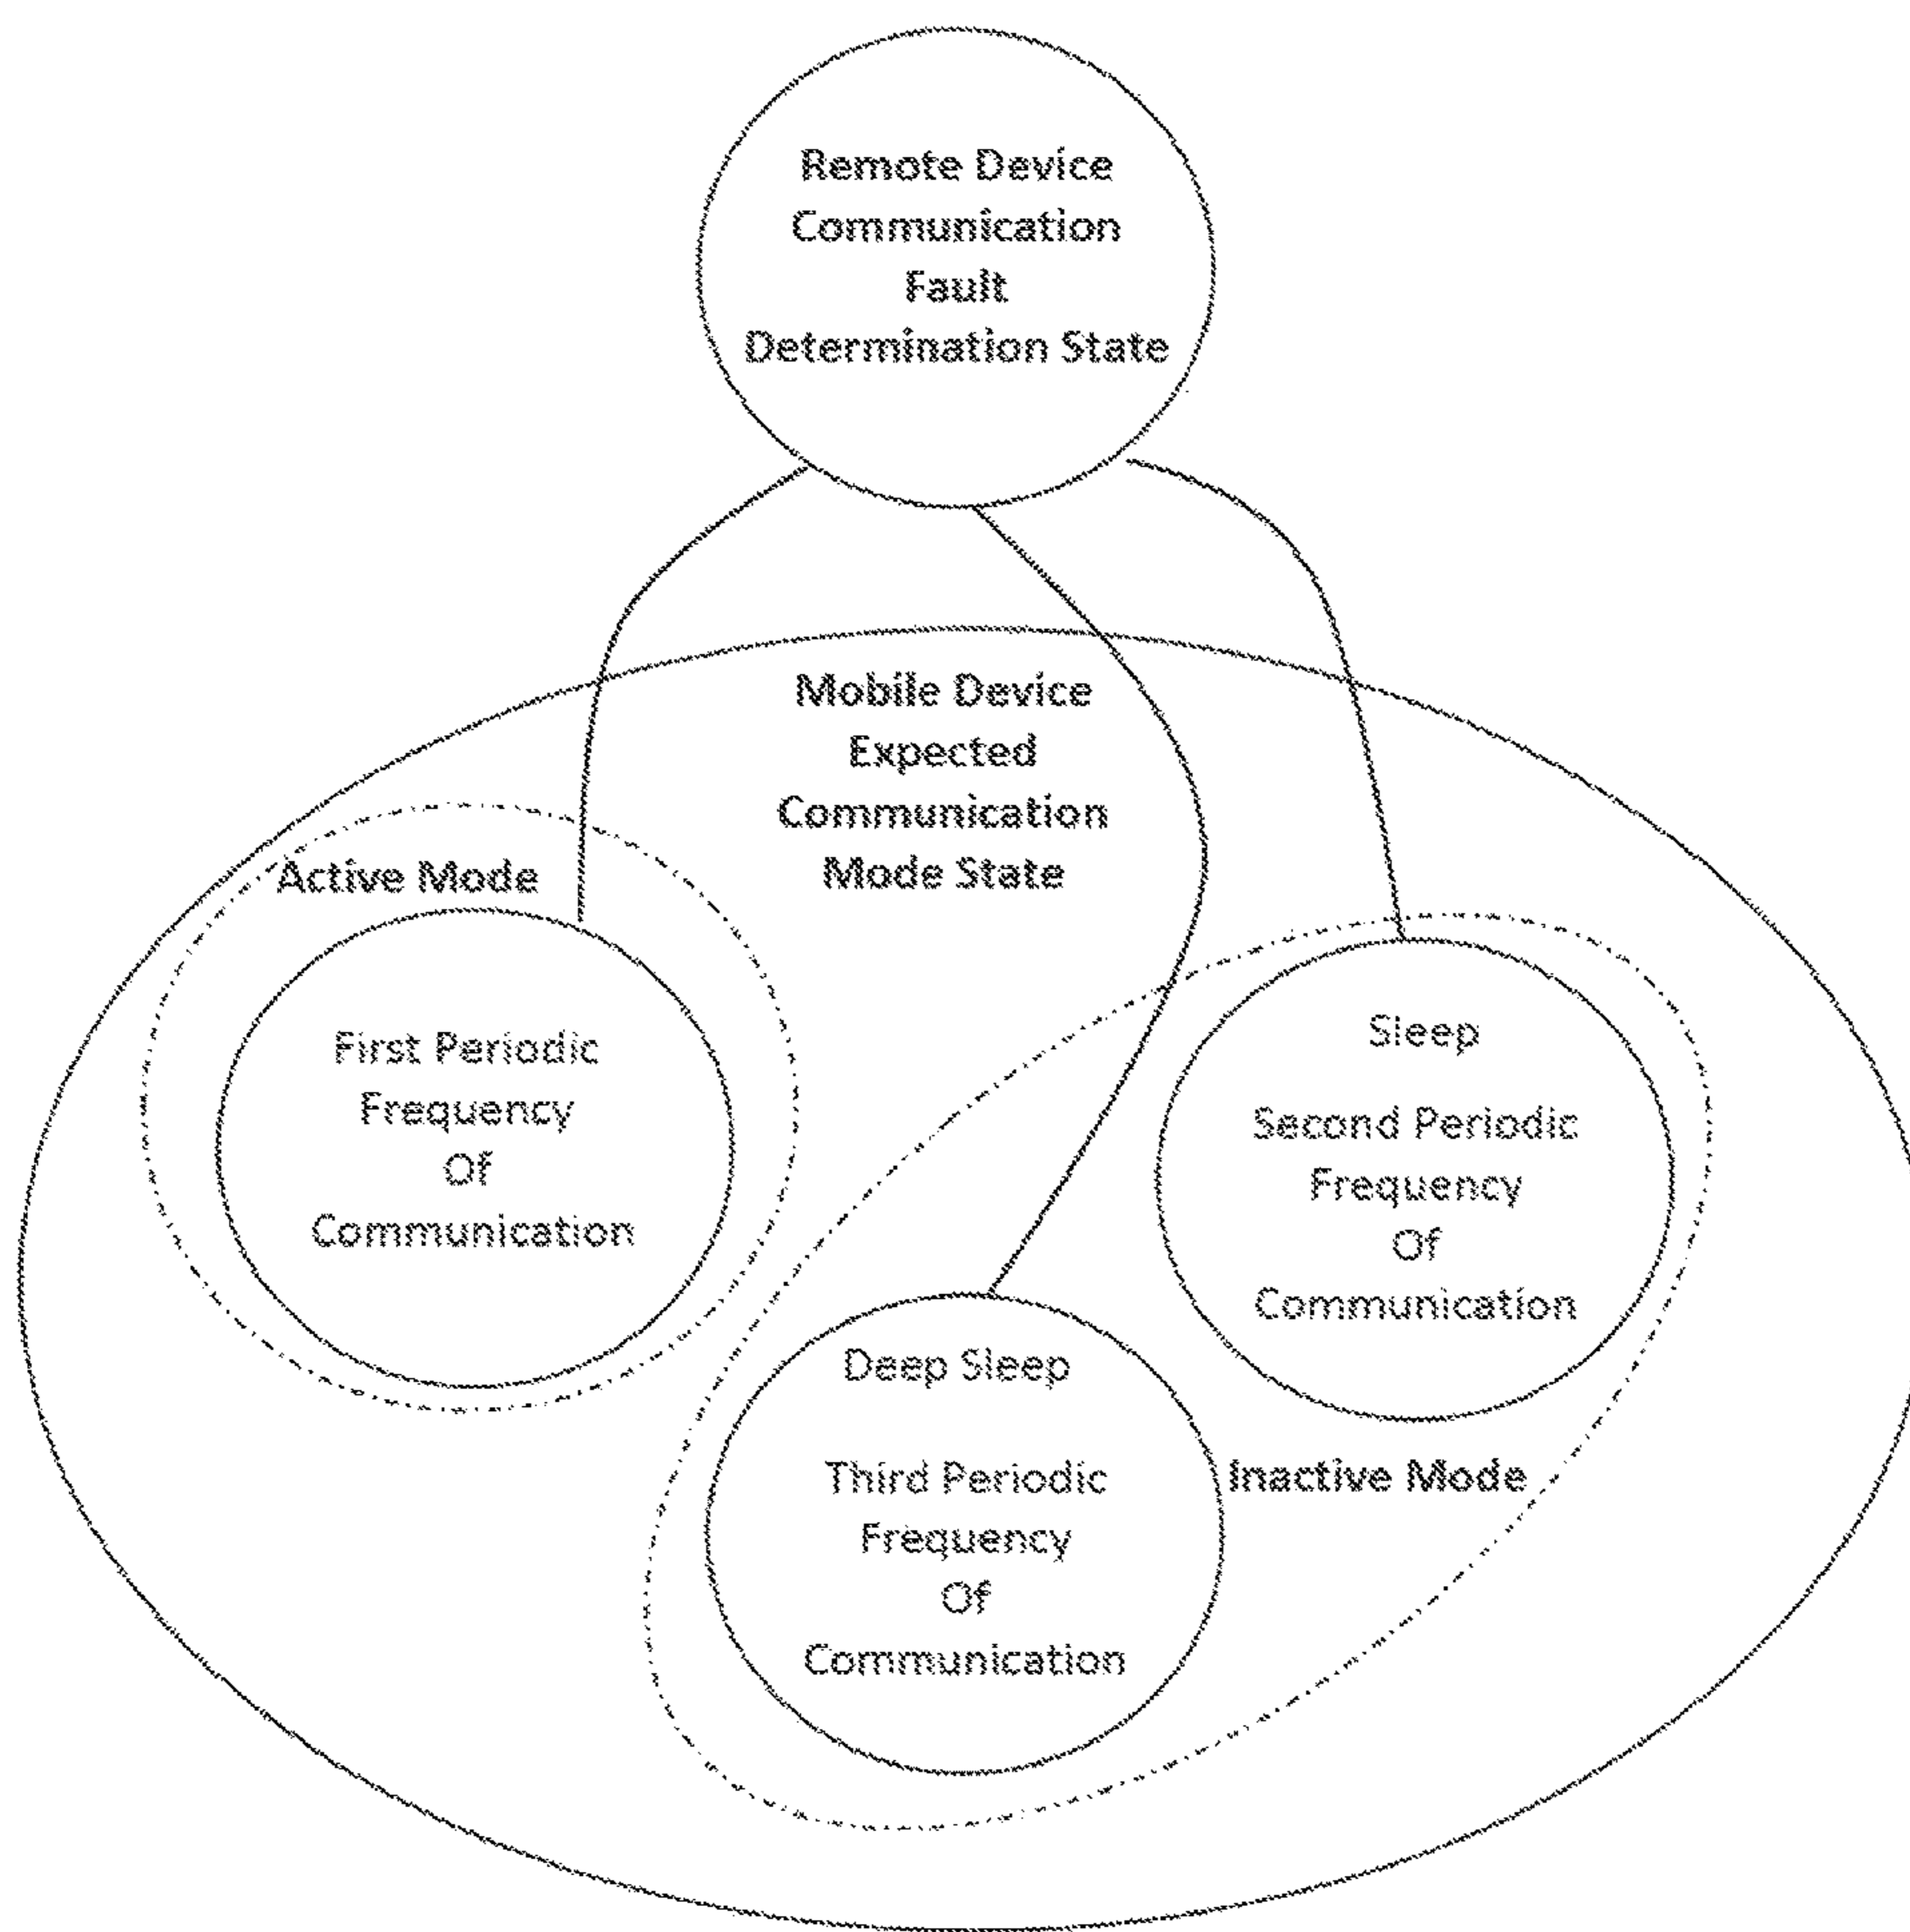 Remote Device
Communication
Fault
Determination State
Mobile Device
Expected
Communication
Mode State
Active Mode
First Periodic
Frequency
Of
Communication
Sleep
Second Periodic
Frequency
Of
Communication
Deep Sleep
Third Periodic
Frequency
Of
Communication
Inactive Mode